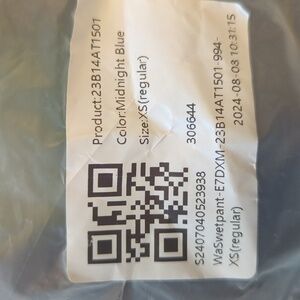 Product:23B14AT1501
Color:Midnight Blue
Size:XS(regular)
306644
S2407040523938
WaSwetpant-E7DXM-23B14AT1501-994-
XS(regular)
2024-08-03 10:31:15